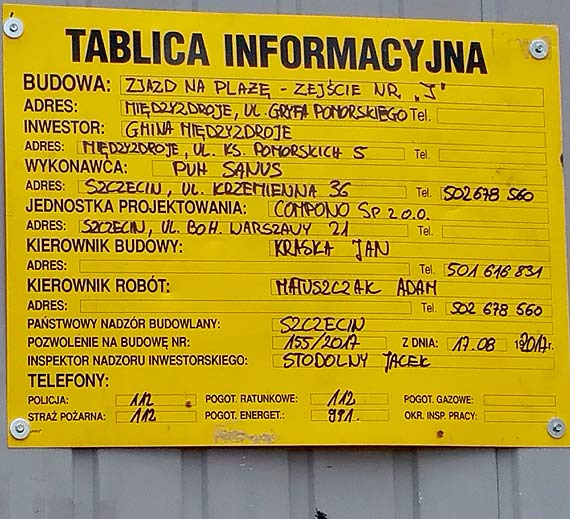 TABLICA INFORMACYJNA
BUDOWA: ZJAZD NA PLAŻĘ - ZEJŚCIE NR. "J"
ADRES: MIĘDZYZDROJE, UL. GRYFA POMORSKIEGO Tel.
INWESTOR: GMINA MIĘDZYZDROJE
ADRES: MIĘDZYZDROJE, UL. KS. POMORSKICH 5 Tel.
WYKONAWCA: PUH SANUS
ADRES: SZCZECIN, UL. KRZEMIENNA 36 Tel. 502 678 560
JEDNOSTKA PROJEKTOWANIA: COMPONO SP Z O.O.
ADRES: SZCZECIN, UL. BOH. WARSZAWY 21 Tel.
KIEROWNIK BUDOWY: KRASKA JAN
ADRES: Tel. 501 616 831
KIEROWNIK ROBÓT: MATUSZCZAK ADAM
ADRES: Tel. 502 678 560
PAŃSTWOWY NADZÓR BUDOWLANY: SZCZECIN
POZWOLENIE NA BUDOWĘ NR: 155/2017 Z DNIA: 17.08 2017r.
INSPEKTOR NADZORU INWESTORSKIEGO: STODOLNY JACEK
TELEFONY:
POLICJA: 112 POGOT. RATUNKOWE: 112 POGOT. GAZOWE:
STRAŻ POŻARNA: 112 POGOT. ENERGET.: 991 OKR. INSP. PRACY: